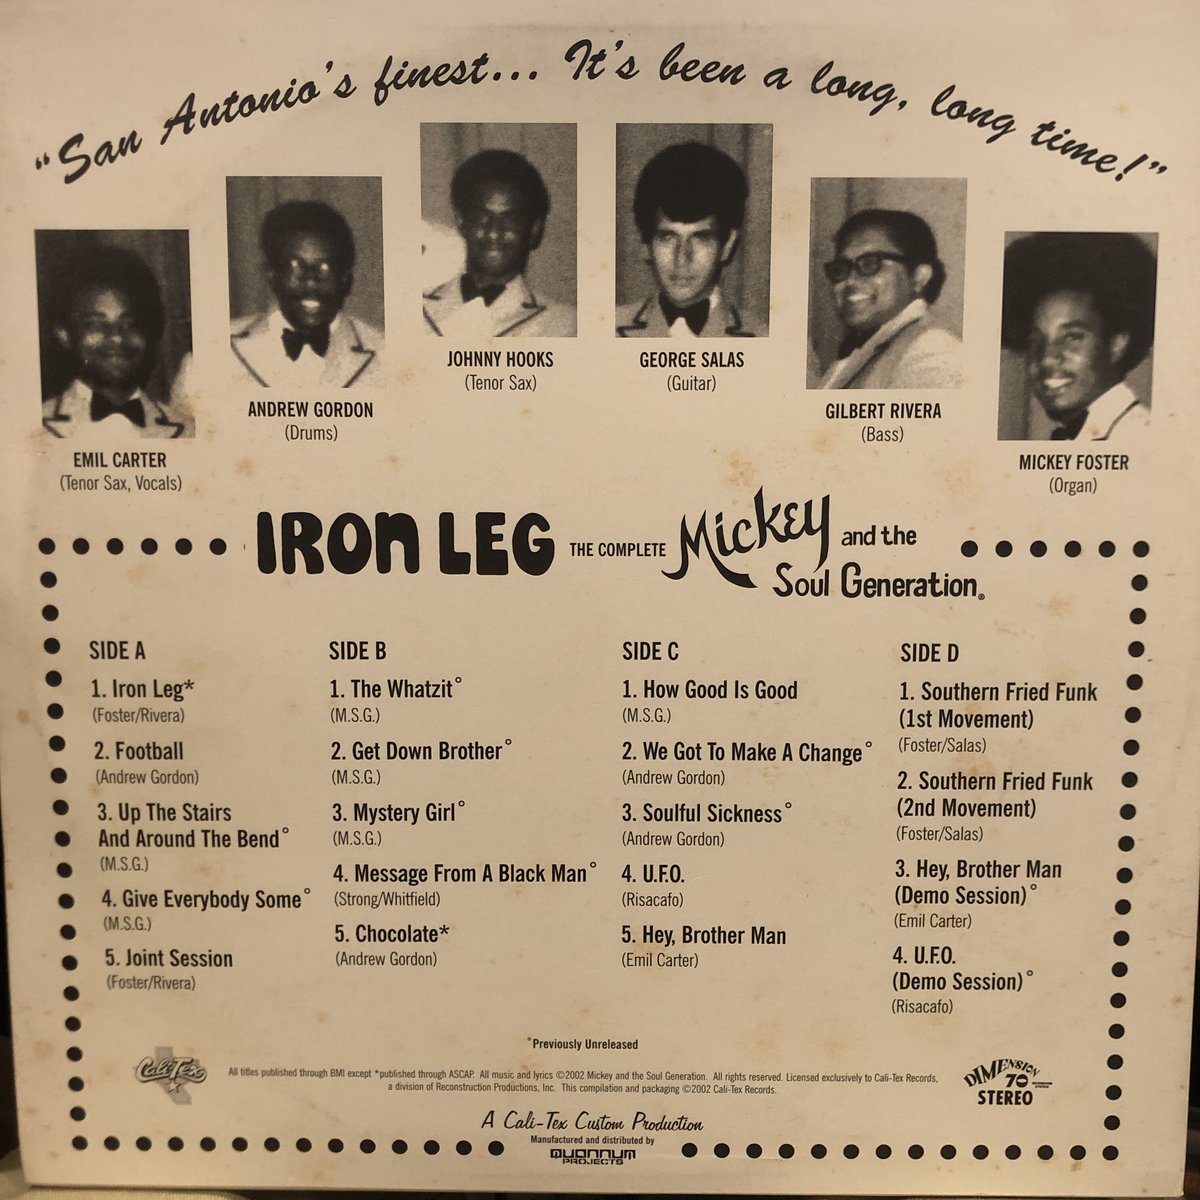 “San Antonio's finest... It's been a long, long time!”
EMIL CARTER
(Tenor Sax, Vocals)
ANDREW GORDON
(Drums)
JOHNNY HOOKS
(Tenor Sax)
GEORGE SALAS
(Guitar)
GILBERT RIVERA
(Bass)
MICKEY FOSTER
(Organ)
IRON LEG THE COMPLETE Mickey and the
Soul Generation®
SIDE A
1. Iron Leg*
(Foster/Rivera)
2. Football
(Andrew Gordon)
3. Up The Stairs
And Around The Bend°
(M.S.G.)
4. Give Everybody Some°
(M.S.G.)
5. Joint Session
(Foster/Rivera)
SIDE B
1. The Whatzit°
(M.S.G.)
2. Get Down Brother°
(M.S.G.)
3. Mystery Girl°
(M.S.G.)
4. Message From A Black Man°
(Strong/Whitfield)
5. Chocolate*
(Andrew Gordon)
SIDE C
1. How Good Is Good
(M.S.G.)
2. We Got To Make A Change°
(Andrew Gordon)
3. Soulful Sickness°
(Andrew Gordon)
4. U.F.O.
(Risacafo)
5. Hey, Brother Man
(Emil Carter)
SIDE D
1. Southern Fried Funk
(1st Movement)
(Foster/Salas)
2. Southern Fried Funk
(2nd Movement)
(Foster/Salas)
3. Hey, Brother Man
(Demo Session)°
(Emil Carter)
4. U.F.O.
(Demo Session)°
(Risacafo)
°Previously Unreleased
Cali-Tex
All titles published through BMI except *published through ASCAP. All music and lyrics ©2002 Mickey and the Soul Generation. All rights reserved. Licensed exclusively to Cali-Tex Records,
a division of Reconstruction Productions, Inc. This compilation and packaging ©2002 Cali-Tex Records.
DIMENSION
70
STEREO
A Cali-Tex Custom Production
Manufactured and distributed by
QUANNUM
PROJECTS